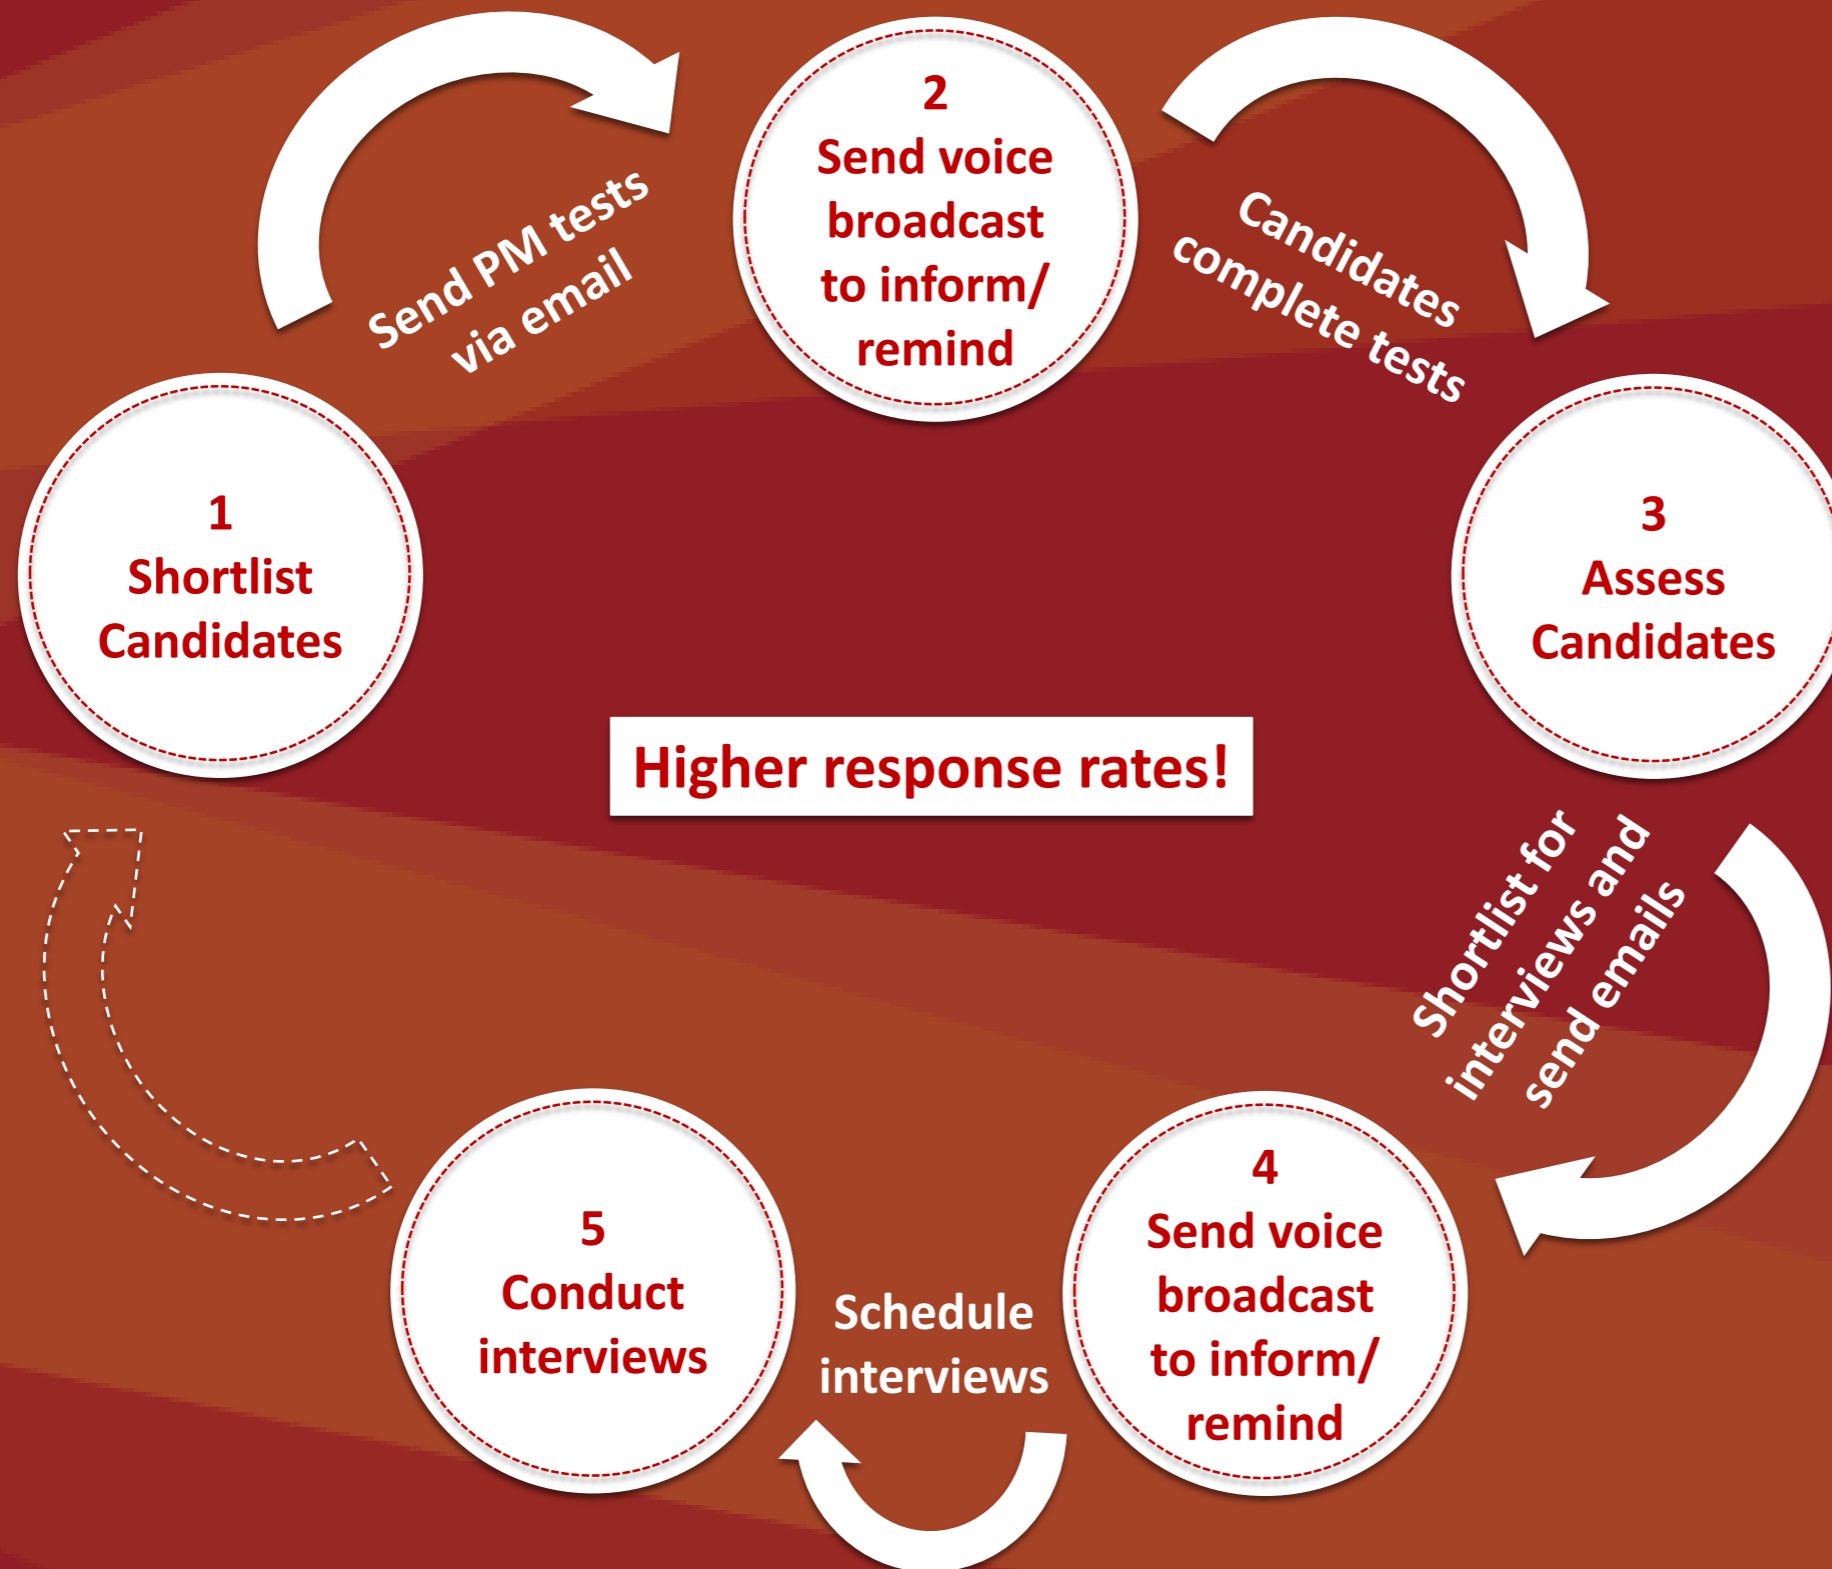 1
Shortlist
Candidates
Send PM tests
via email
2
Send voice
broadcast
to inform/
remind
Candidates
complete tests
3
Assess
Candidates
Higher response rates!
Shortlist for
interviews and
send emails
4
Send voice
broadcast
to inform/
remind
Schedule
interviews
5
Conduct
interviews